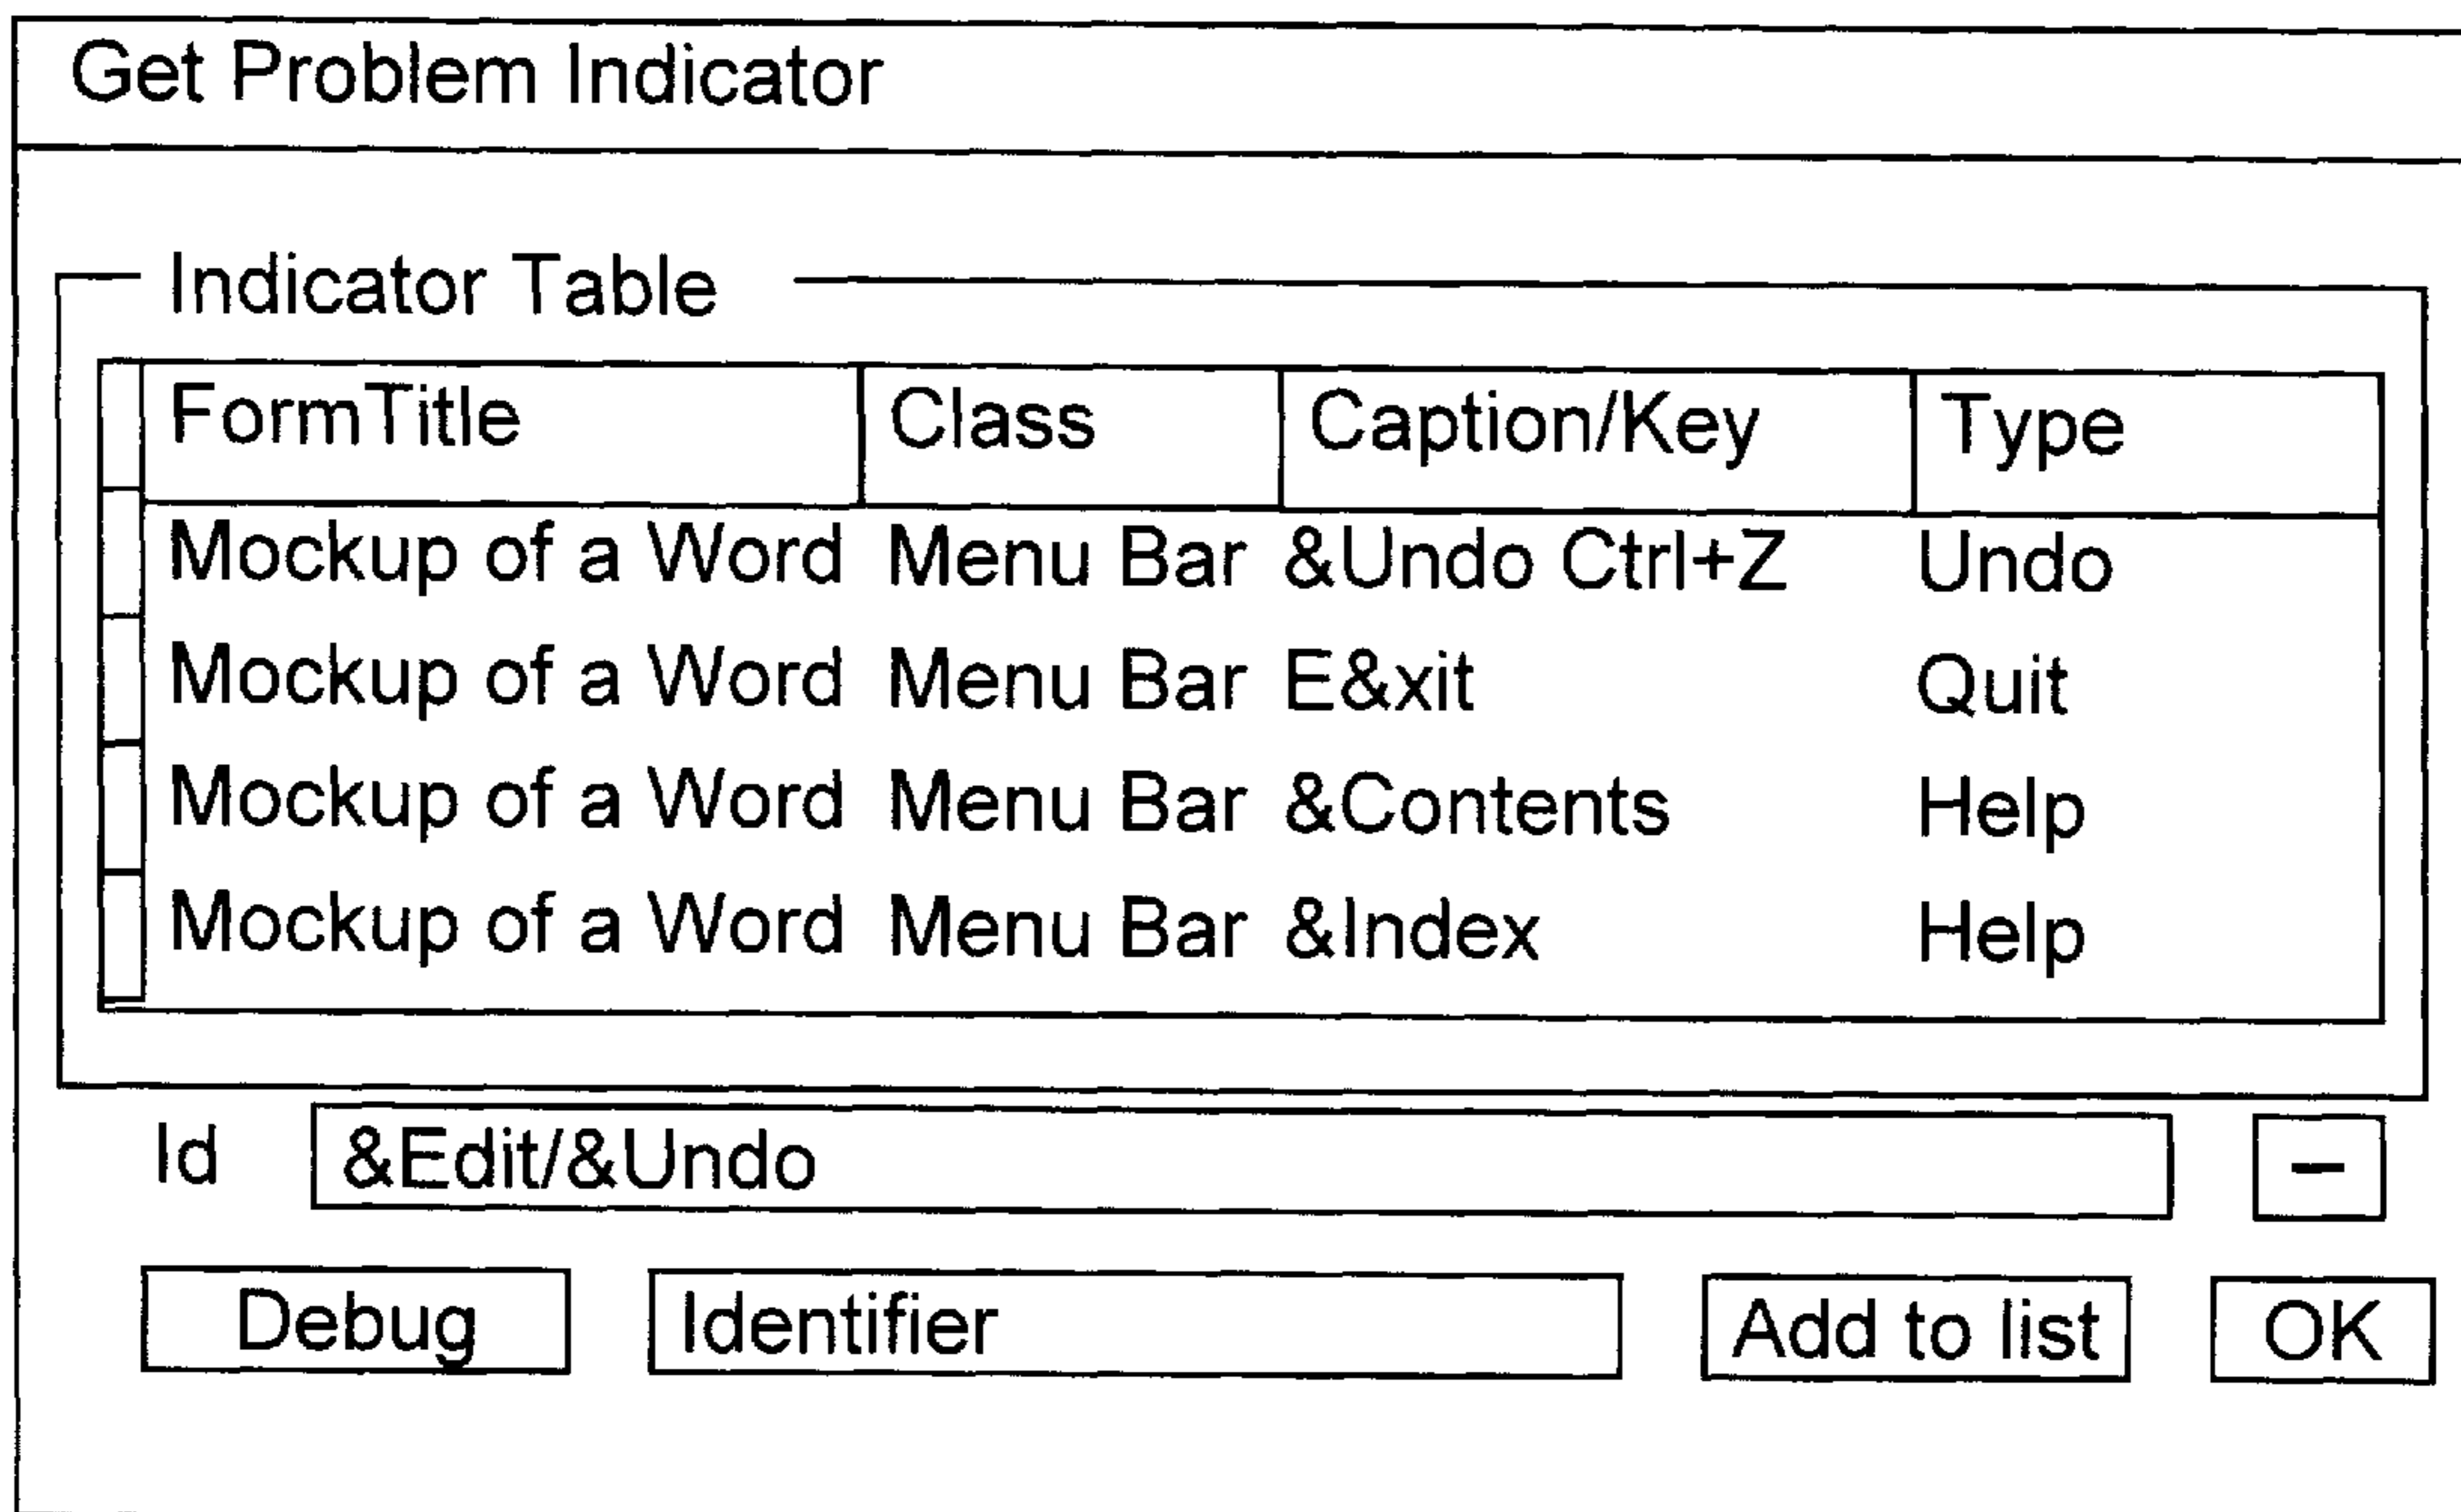 Get Problem Indicator
Indicator Table
FormTitle Class Caption/Key Type
Mockup of a Word Menu Bar &Undo Ctrl+Z Undo
Mockup of a Word Menu Bar E&xit Quit
Mockup of a Word Menu Bar &Contents Help
Mockup of a Word Menu Bar &Index Help
Id &Edit/&Undo –
Debug Identifier Add to list OK